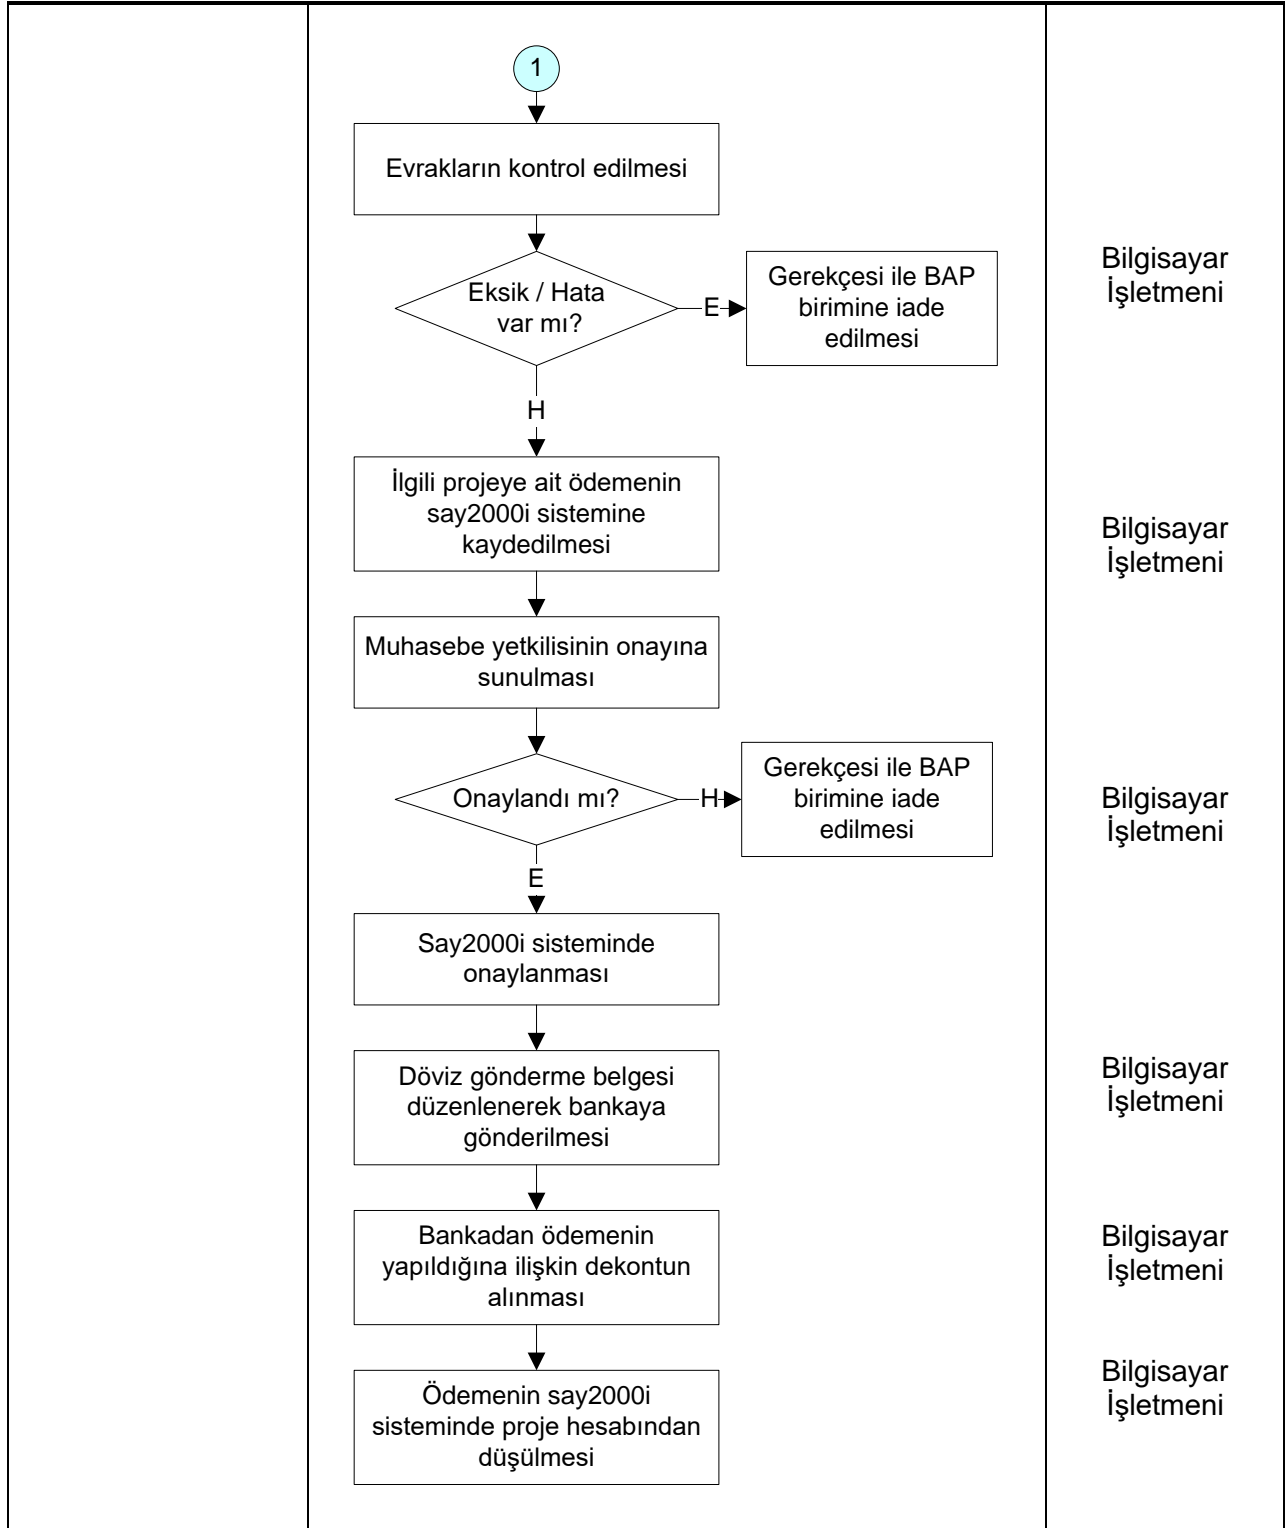 1
Evrakların kontrol edilmesi
Eksik / Hata
var mı?
E
Gerekçesi ile BAP
birimine iade
edilmesi
Bilgisayar
İşletmeni
H
İlgili projeye ait ödemenin
say2000i sistemine
kaydedilmesi
Bilgisayar
İşletmeni
Muhasebe yetkilisinin onayına
sunulması
Onaylandı mı?
H
Gerekçesi ile BAP
birimine iade
edilmesi
Bilgisayar
İşletmeni
E
Say2000i sisteminde
onaylanması
Döviz gönderme belgesi
düzenlenerek bankaya
gönderilmesi
Bilgisayar
İşletmeni
Bankadan ödemenin
yapıldığına ilişkin dekontun
alınması
Bilgisayar
İşletmeni
Ödemenin say2000i
sisteminde proje hesabından
düşülmesi
Bilgisayar
İşletmeni